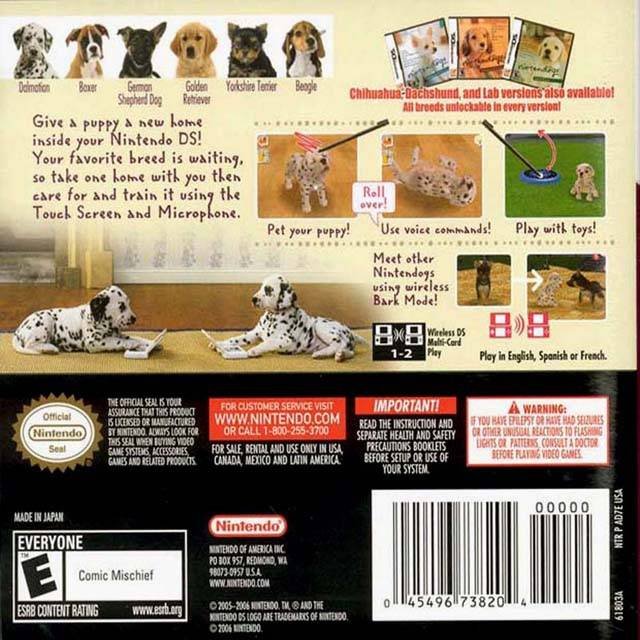 Dalmation
Boxer
German
Shepherd Dog
Golden
Retriever
Yorkshire Terrier
Beagle
Chihuahua, Dachshund, and Lab versions also available!
All breeds unlockable in every version!
Give a puppy a new home
inside your Nintendo DS!
Your favorite breed is waiting,
so take one home with you then
care for and train it using the
Touch Screen and Microphone.
Roll
over!
Pet your puppy!
Use voice commands!
Play with toys!
Meet other
Nintendogs
using wireless
Bark Mode!
1-2
Wireless DS
Multi-Card
Play
Play in English, Spanish or French.
Official
Nintendo
Seal
THE OFFICIAL SEAL IS YOUR
ASSURANCE THAT THIS PRODUCT
IS LICENSED OR MANUFACTURED
BY NINTENDO. ALWAYS LOOK FOR
THIS SEAL WHEN BUYING VIDEO
GAME SYSTEMS, ACCESSORIES,
GAMES AND RELATED PRODUCTS.
FOR CUSTOMER SERVICE VISIT
WWW.NINTENDO.COM
OR CALL 1-800-255-3700
FOR SALE, RENTAL AND USE ONLY IN USA,
CANADA, MEXICO AND LATIN AMERICA.
IMPORTANT!
READ THE INSTRUCTION AND
SEPARATE HEALTH AND SAFETY
PRECAUTIONS BOOKLETS
BEFORE SETUP OR USE OF
YOUR SYSTEM.
WARNING:
IF YOU HAVE EPILEPSY OR HAVE HAD SEIZURES
OR OTHER UNUSUAL REACTIONS TO FLASHING
LIGHTS OR PATTERNS, CONSULT A DOCTOR
BEFORE PLAYING VIDEO GAMES.
MADE IN JAPAN
EVERYONE
TM
E
Comic Mischief
ESRB CONTENT RATING
www.esrb.org
Nintendo®
NINTENDO OF AMERICA INC.
PO BOX 957, REDMOND, WA
98073-0957 U.S.A.
WWW.NINTENDO.COM
© 2005-2006 NINTENDO. TM, ® AND THE
NINTENDO DS LOGO ARE TRADEMARKS OF NINTENDO.
© 2006 NINTENDO.
00000
0 45496 73820 4
NTR P AD7E USA
61803A